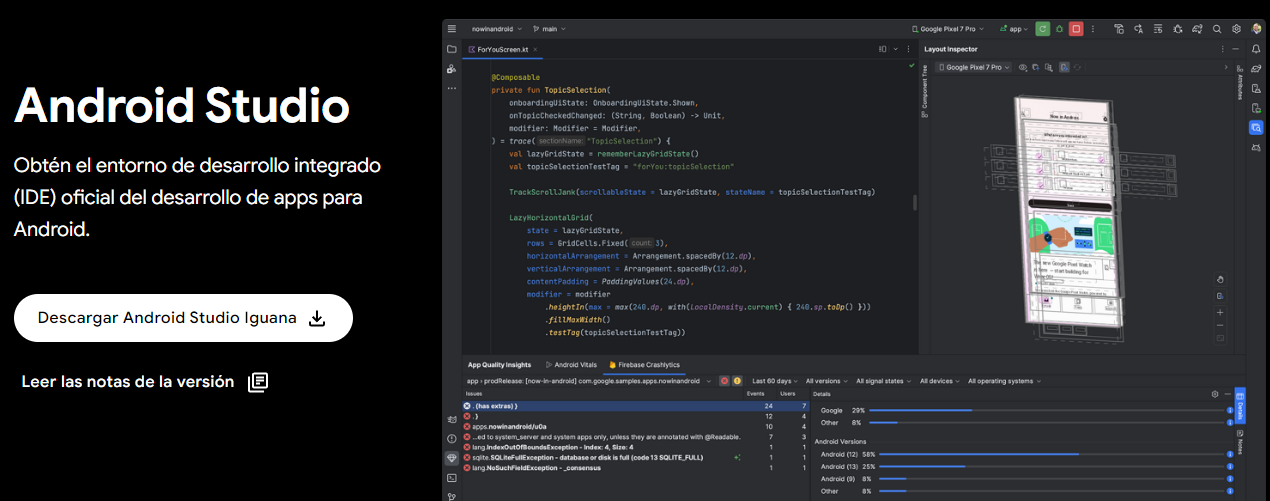 Android Studio
Obtén el entorno de desarrollo integrado
(IDE) oficial del desarrollo de apps para
Android.
Descargar Android Studio Iguana
Leer las notas de la versión
nowinandroid
main
Google Pixel 7 Pro
app
ForYouScreen.kt
@Composable
private fun TopicSelection(
onboardingUiState: OnboardingUiState.Shown,
onTopicCheckedChanged: (String, Boolean) -> Unit,
modifier: Modifier = Modifier,
) = trace( sectionName: "TopicSelection") {
val lazyGridState = rememberLazyGridState()
val topicSelectionTestTag = "forYou:topicSelection"
TrackScrollJank(scrollableState = lazyGridState, stateName = topicSelectionTestTag)
LazyHorizontalGrid(
state = lazyGridState,
rows = GridCells.Fixed( count: 3),
horizontalArrangement = Arrangement.spacedBy(12.dp),
verticalArrangement = Arrangement.spacedBy(12.dp),
contentPadding = PaddingValues(24.dp),
modifier = modifier
.heightIn(max = max(240.dp, with(LocalDensity.current) { 240.sp.toDp() }))
.fillMaxWidth()
.testTag(topicSelectionTestTag))
Layout Inspector
Google Pixel 7 Pro
Component Tree
Attributes
Now in Android
App Quality Insights
Android Vitals
Firebase Crashlytics
app › prodRelease: [now-in-android] com.google.samples.apps.nowinandroid
Last 60 days
All versions
All signal states
All devices
All operating systems
Issues Events Users
. (has extras) } 24 7
. } 12 4
apps.nowinandroid/u0a 10 4
...ed to system_server and system apps only, unless they are annotated with @Readable. 7 3
lang.IndexOutOfBoundsException - Index: 4, Size: 4 1 1
sqlite.SQLiteFullException - database or disk is full (code 13 SQLITE_FULL) 1 1
lang.NoSuchFieldException - _consensus 1 1
Details
Google 29%
Other 8%
Android Versions
Android (12) 58%
Android (13) 25%
Android (9) 8%
Other 8%
Details
Notes